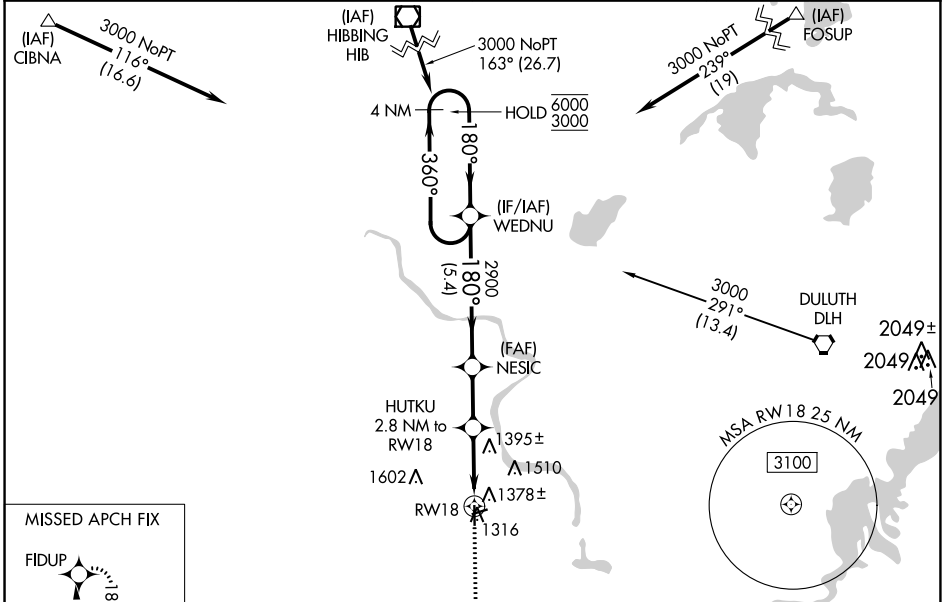 (IAF)
CIBNA
3000 NoPT
116°
(16.6)
(IAF)
HIBBING
HIB
3000 NoPT
163° (26.7)
(IAF)
FOSUP
3000 NoPT
239°
(19)
4 NM
HOLD
6000
3000
180°
360°
(IF/IAF)
WEDNU
2900
180°
(5.4)
3000
291°
(13.4)
DULUTH
DLH
2049±
2049
2049
(FAF)
NESIC
HUTKU
2.8 NM to
RW18
1395±
1510
1602
1378±
RW18
1316
MSA RW18 25 NM
3100
MISSED APCH FIX
FIDUP